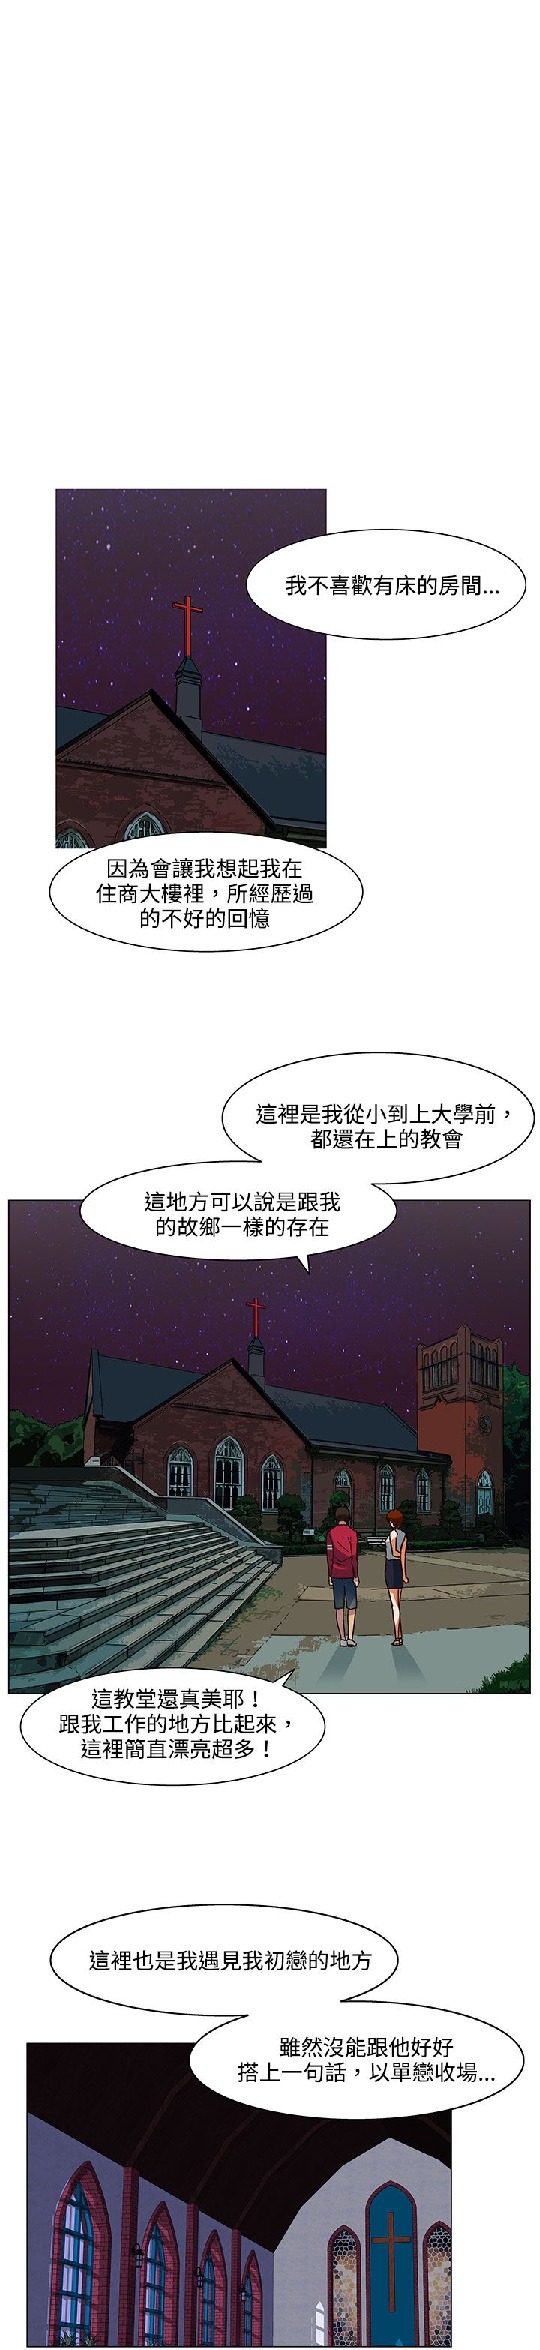 我不喜歡有床的房間...
因為會讓我想起我在
住商大樓裡，所經歷過
的不好的回憶
這裡是我從小到上大學前，
都還在上的教會
這地方可以說是跟我
的故鄉一樣的存在
這教堂還真美耶！
跟我工作的地方比起來，
這裡簡直漂亮超多！
這裡也是我遇見我初戀的地方
雖然沒能跟他好好
搭上一句話，以單戀收場...